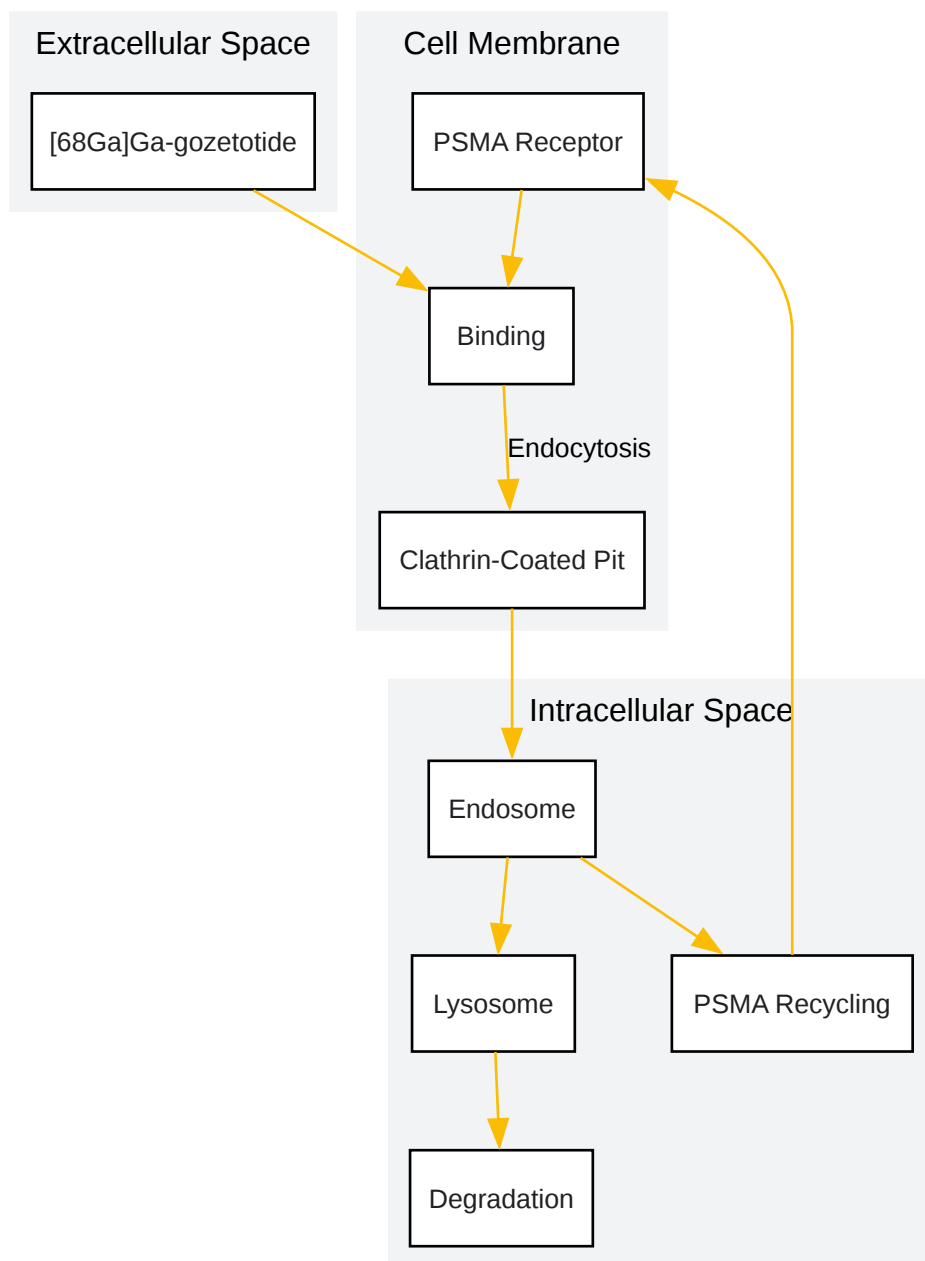 Extracellular Space
Cell Membrane
[68Ga]Ga-gozetotide
PSMA Receptor
Binding
Endocytosis
Clathrin-Coated Pit
Intracellular Space
Endosome
Lysosome
PSMA Recycling
Degradation